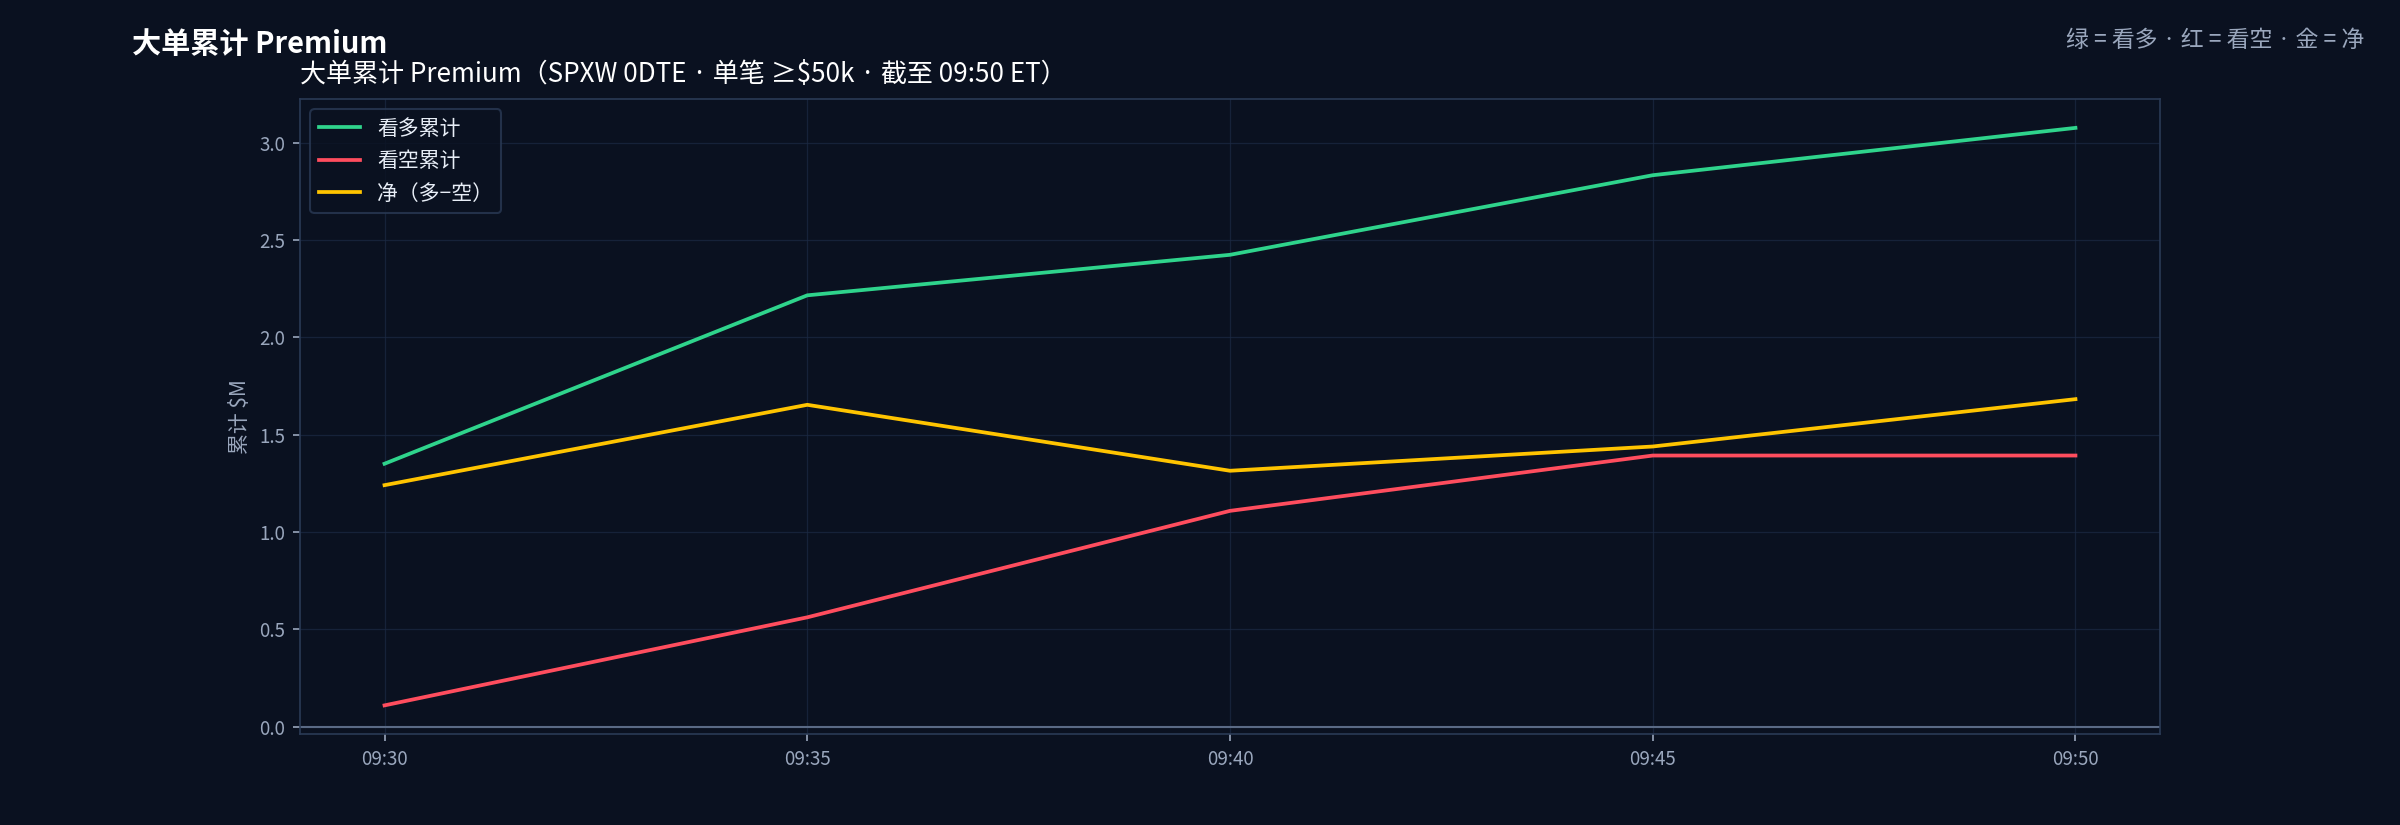 大单累计 Premium
绿 = 看多 · 红 = 看空 · 金 = 净
大单累计 Premium（SPXW 0DTE · 单笔 ≥$50k · 截至 09:50 ET）
看多累计
看空累计
净（多−空）
累计 $M
3.0
2.5
2.0
1.5
1.0
0.5
0.0
09:30 09:35 09:40 09:45 09:50